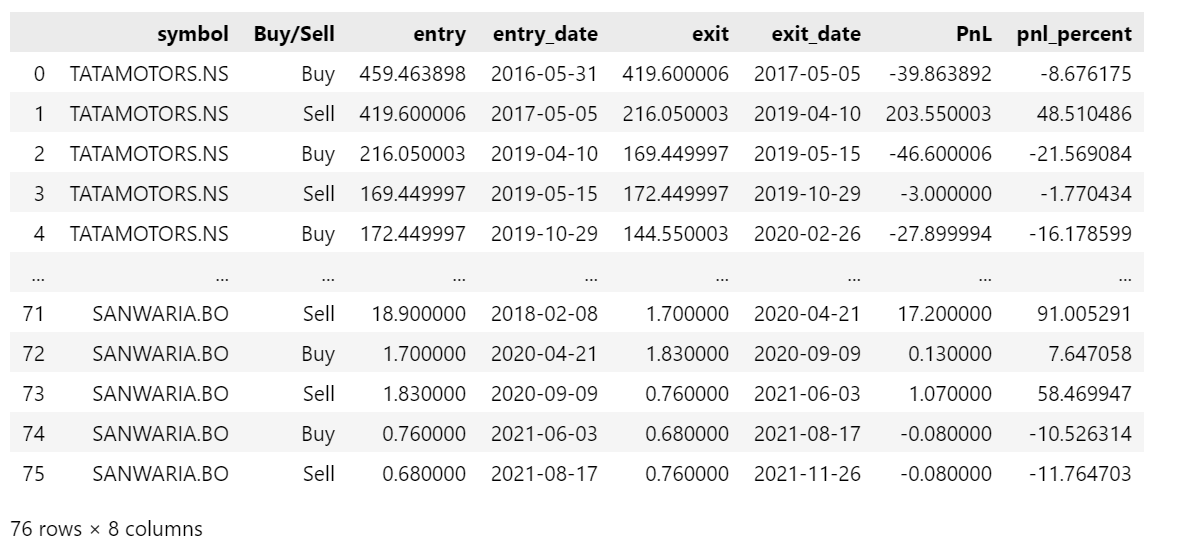 symbol Buy/Sell entry entry_date exit exit_date PnL pnl_percent
0 TATAMOTORS.NS Buy 459.463898 2016-05-31 419.600006 2017-05-05 -39.863892 -8.676175
1 TATAMOTORS.NS Sell 419.600006 2017-05-05 216.050003 2019-04-10 203.550003 48.510486
2 TATAMOTORS.NS Buy 216.050003 2019-04-10 169.449997 2019-05-15 -46.600006 -21.569084
3 TATAMOTORS.NS Sell 169.449997 2019-05-15 172.449997 2019-10-29 -3.000000 -1.770434
4 TATAMOTORS.NS Buy 172.449997 2019-10-29 144.550003 2020-02-26 -27.899994 -16.178599
... ... ... ... ... ... ... ... ...
71 SANWARIA.BO Sell 18.900000 2018-02-08 1.700000 2020-04-21 17.200000 91.005291
72 SANWARIA.BO Buy 1.700000 2020-04-21 1.830000 2020-09-09 0.130000 7.647058
73 SANWARIA.BO Sell 1.830000 2020-09-09 0.760000 2021-06-03 1.070000 58.469947
74 SANWARIA.BO Buy 0.760000 2021-06-03 0.680000 2021-08-17 -0.080000 -10.526314
75 SANWARIA.BO Sell 0.680000 2021-08-17 0.760000 2021-11-26 -0.080000 -11.764703
76 rows × 8 columns